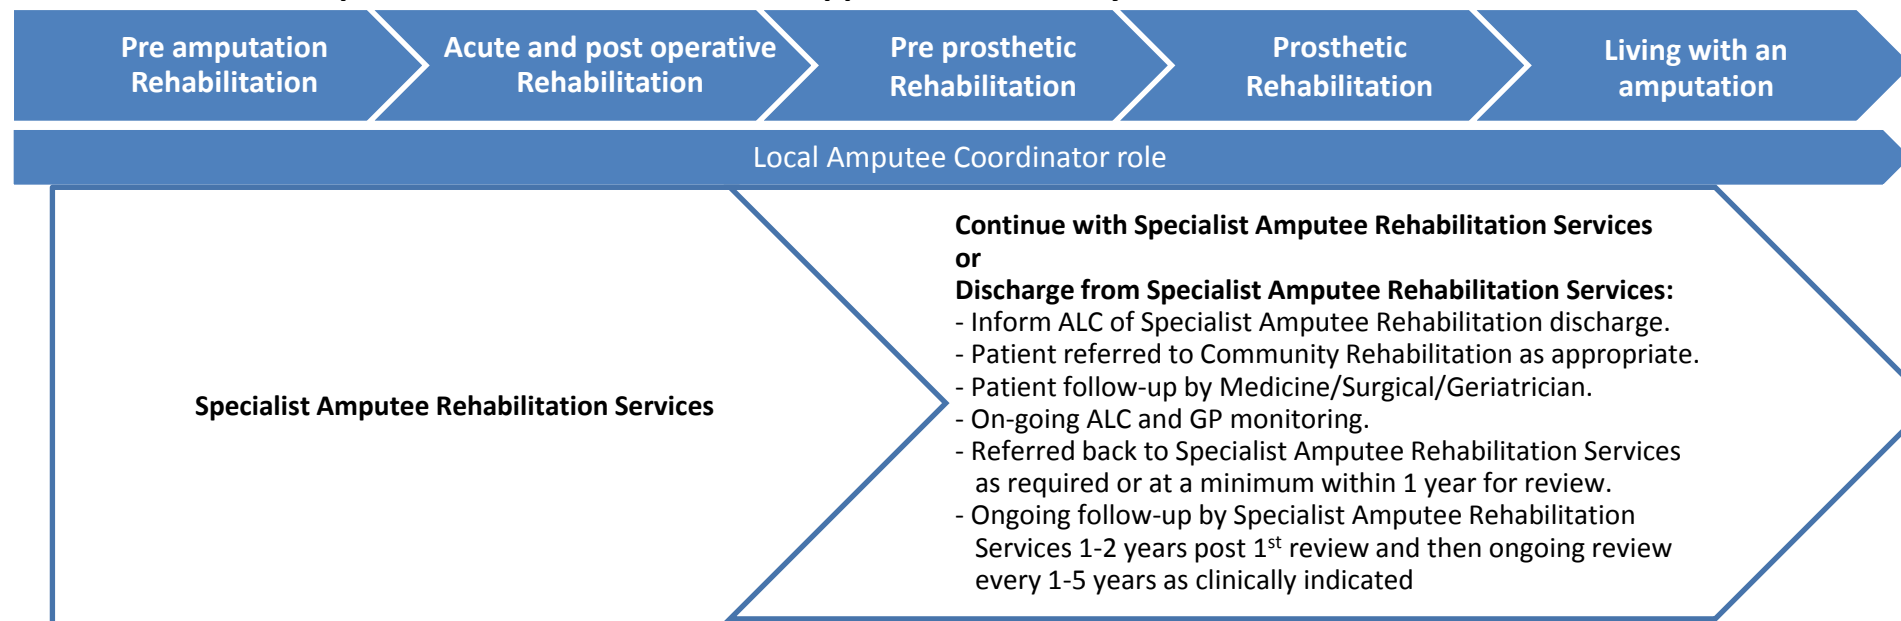 Pre amputation
Rehabilitation
Acute and post operative
Rehabilitation
Pre prosthetic
Rehabilitation
Prosthetic
Rehabilitation
Living with an
amputation
Local Amputee Coordinator role
Specialist Amputee Rehabilitation Services
Continue with Specialist Amputee Rehabilitation Services
or
Discharge from Specialist Amputee Rehabilitation Services:
- Inform ALC of Specialist Amputee Rehabilitation discharge.
- Patient referred to Community Rehabilitation as appropriate.
- Patient follow-up by Medicine/Surgical/Geriatrician.
- On-going ALC and GP monitoring.
- Referred back to Specialist Amputee Rehabilitation Services
as required or at a minimum within 1 year for review.
- Ongoing follow-up by Specialist Amputee Rehabilitation
Services 1-2 years post 1st review and then ongoing review
every 1-5 years as clinically indicated